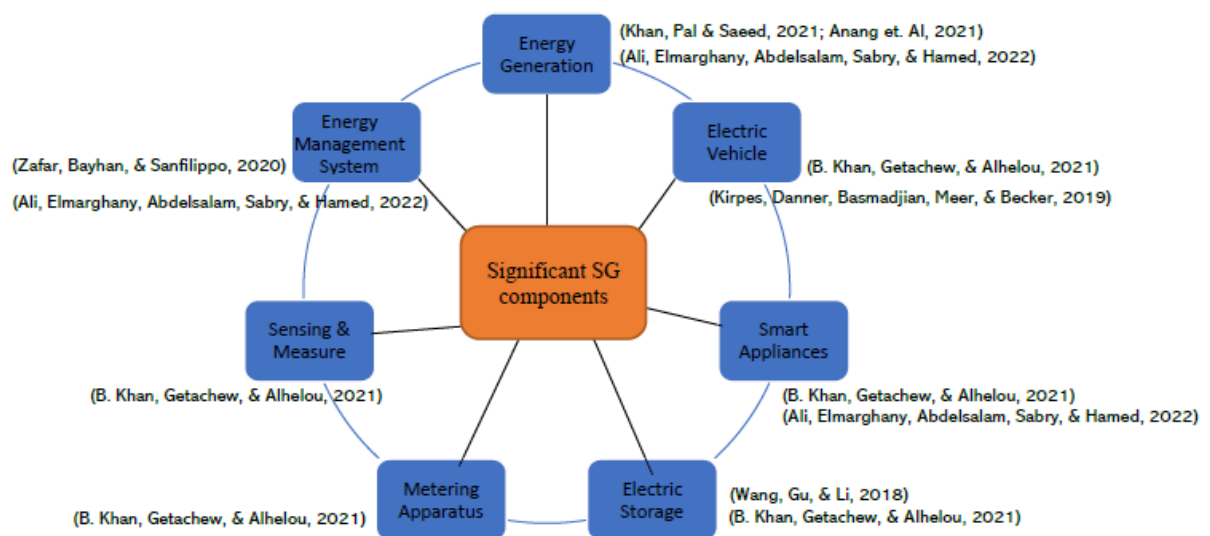 Energy
Generation
(Khan, Pal & Saeed, 2021; Anang et. Al, 2021)
(Ali, Elmarghany, Abdelsalam, Sabry, & Hamed, 2022)
Electric
Vehicle
(B. Khan, Getachew, & Alhelou, 2021)
(Kirpes, Danner, Basmadjian, Meer, & Becker, 2019)
Smart
Appliances
(B. Khan, Getachew, & Alhelou, 2021)
(Ali, Elmarghany, Abdelsalam, Sabry, & Hamed, 2022)
Electric
Storage
(Wang, Gu, & Li, 2018)
(B. Khan, Getachew, & Alhelou, 2021)
Metering
Apparatus
(B. Khan, Getachew, & Alhelou, 2021)
Sensing &
Measure
(B. Khan, Getachew, & Alhelou, 2021)
Energy
Management
System
(Zafar, Bayhan, & Sanfilippo, 2020)
(Ali, Elmarghany, Abdelsalam, Sabry, & Hamed, 2022)
Significant SG
components